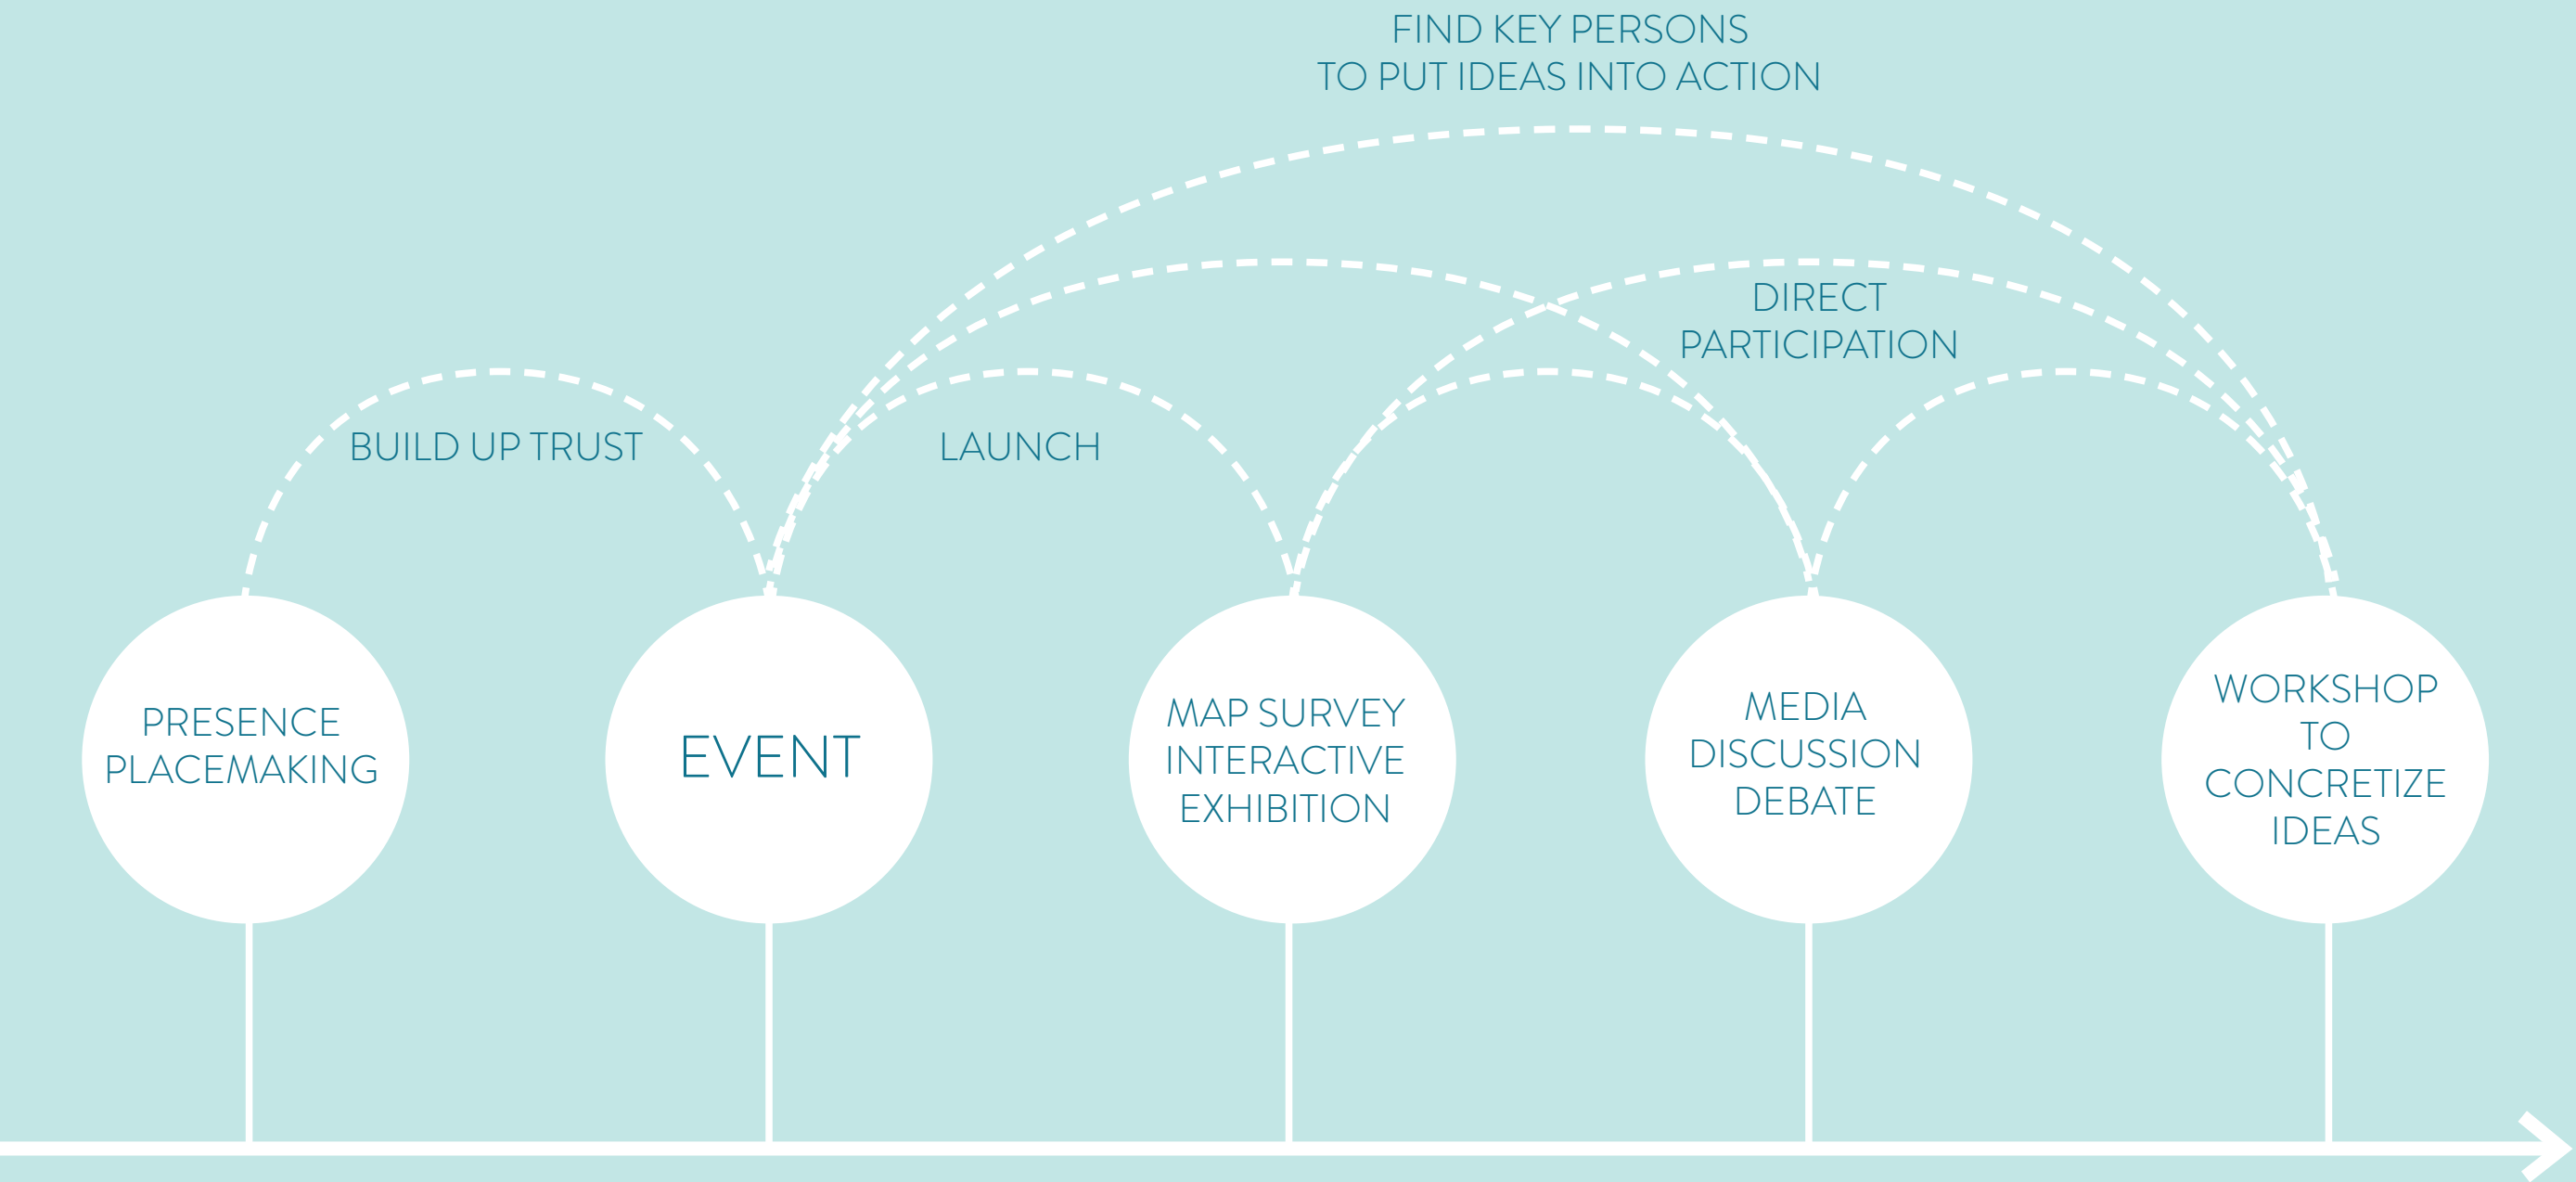 FIND KEY PERSONS
TO PUT IDEAS INTO ACTION
DIRECT
PARTICIPATION
BUILD UP TRUST
LAUNCH
PRESENCE
PLACEMAKING
EVENT
MAP SURVEY
INTERACTIVE
EXHIBITION
MEDIA
DISCUSSION
DEBATE
WORKSHOP
TO
CONCRETIZE
IDEAS